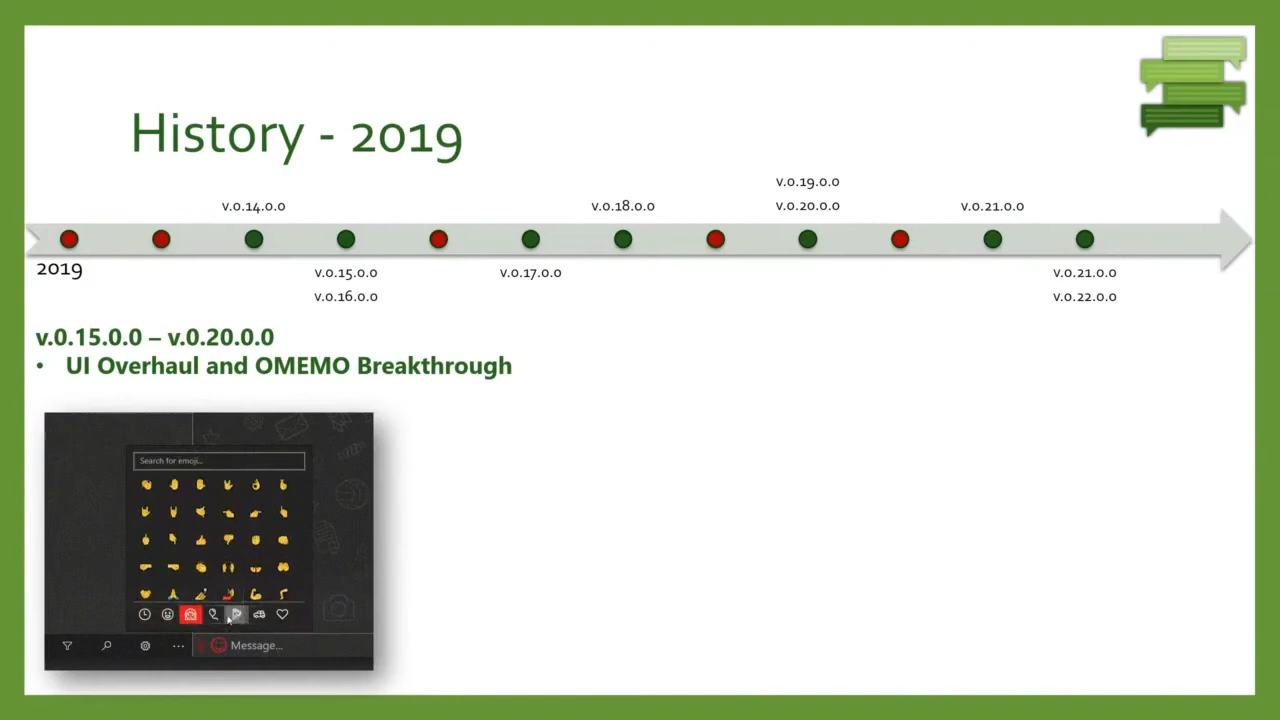 History - 2019
v.0.19.0.0
v.0.14.0.0
v.0.18.0.0
v.0.20.0.0
v.0.21.0.0
2019
v.0.15.0.0
v.0.17.0.0
v.0.21.0.0
v.0.16.0.0
v.0.22.0.0
v.0.15.0.0 – v.0.20.0.0
• UI Overhaul and OMEMO Breakthrough
Search for emoji...
Message...